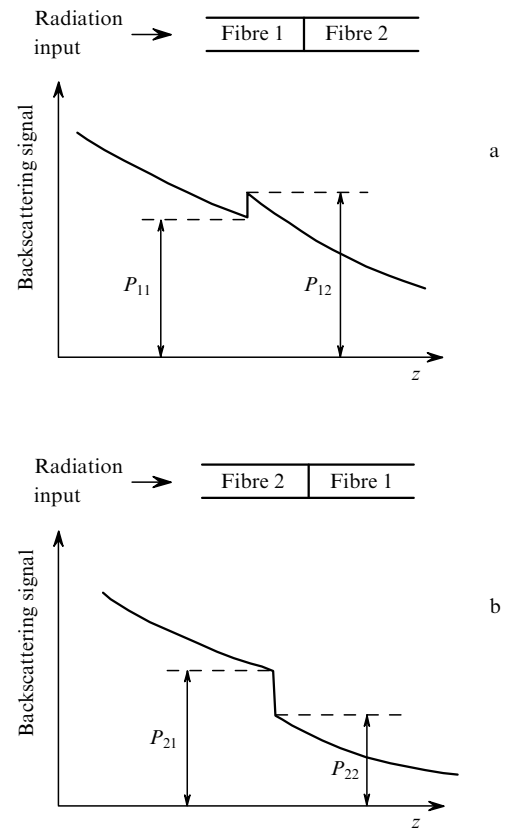 Radiation
input
Fibre 1
Fibre 2
Backscattering signal
a
P11
P12
z
Radiation
input
Fibre 2
Fibre 1
Backscattering signal
b
P21
P22
z